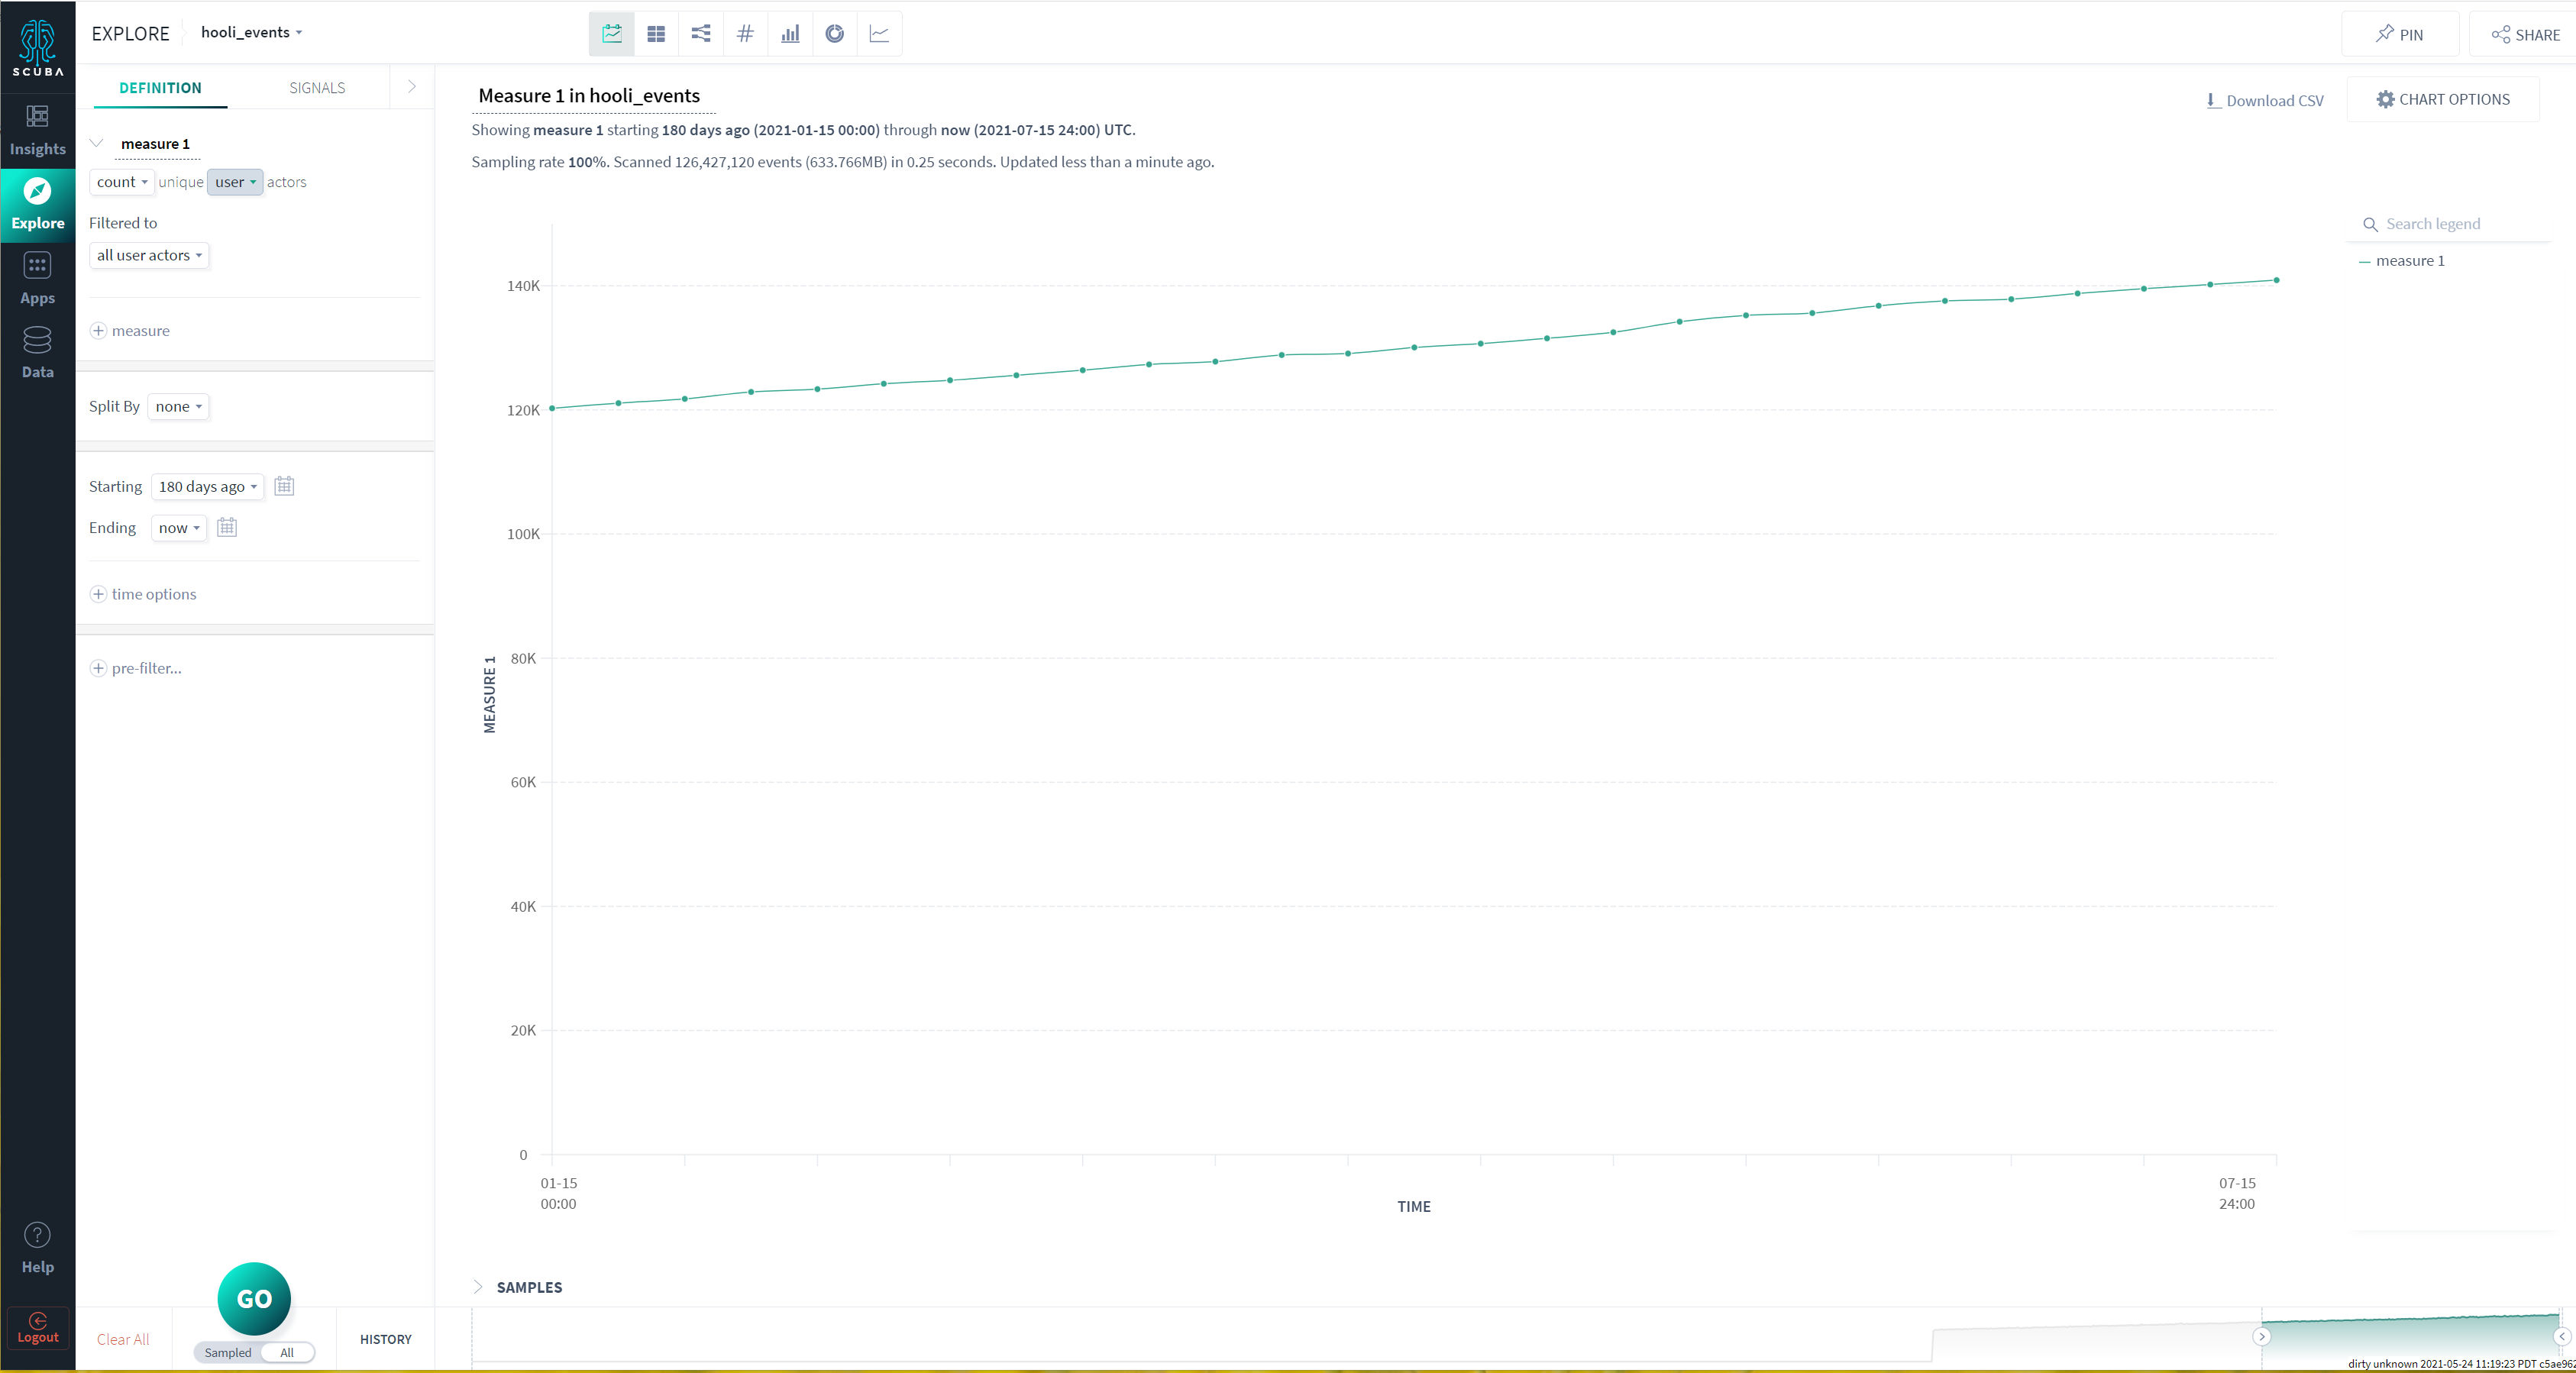 SCUBA
Insights
Explore
Apps
Data
Help
Logout
EXPLORE hooli_events
PIN
SHARE
DEFINITION SIGNALS
measure 1
count unique user actors
Filtered to
all user actors
measure
Split By none
Starting 180 days ago
Ending now
time options
pre-filter...
Clear All
GO
Sampled All
HISTORY
Measure 1 in hooli_events
Download CSV
CHART OPTIONS
Showing measure 1 starting 180 days ago (2021-01-15 00:00) through now (2021-07-15 24:00) UTC.
Sampling rate 100%. Scanned 126,427,120 events (633.766MB) in 0.25 seconds. Updated less than a minute ago.
Search legend
measure 1
140K
120K
100K
80K
60K
40K
20K
0
MEASURE 1
01-15
00:00
07-15
24:00
TIME
SAMPLES
dirty unknown 2021-05-24 11:19:23 PDT c5ae962